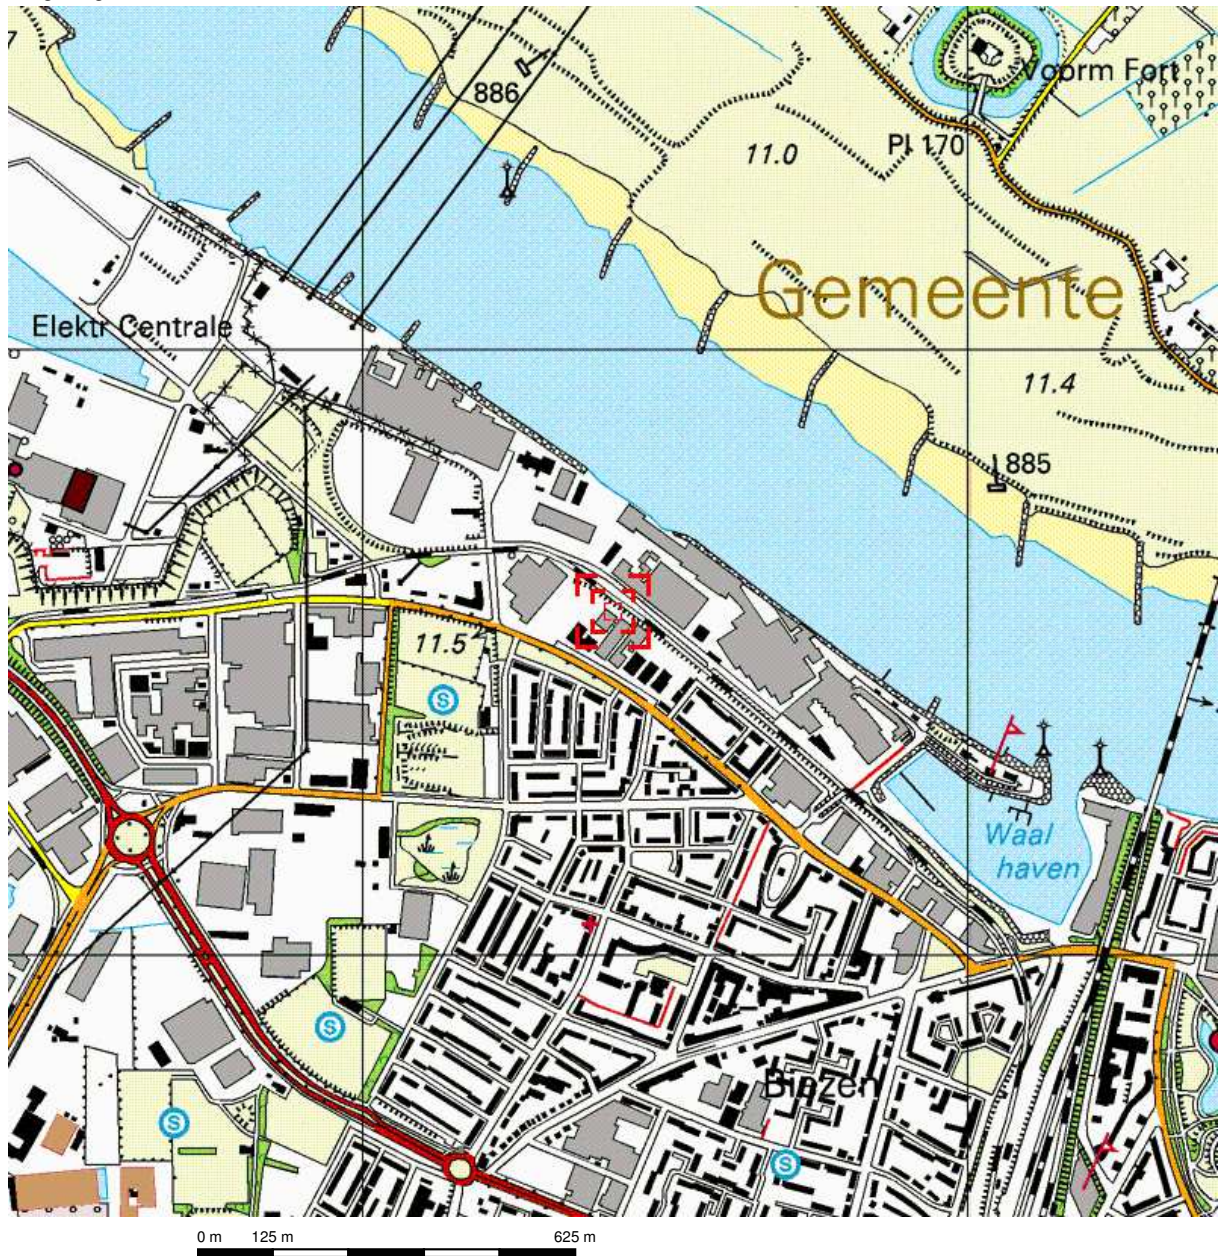 886
Voorm Fort
11.0
Pl 170
Gemeente
Elektr Centrale
11.4
885
11.5
S
Waal
haven
S
Biezen
S
S
0 m 125 m 625 m